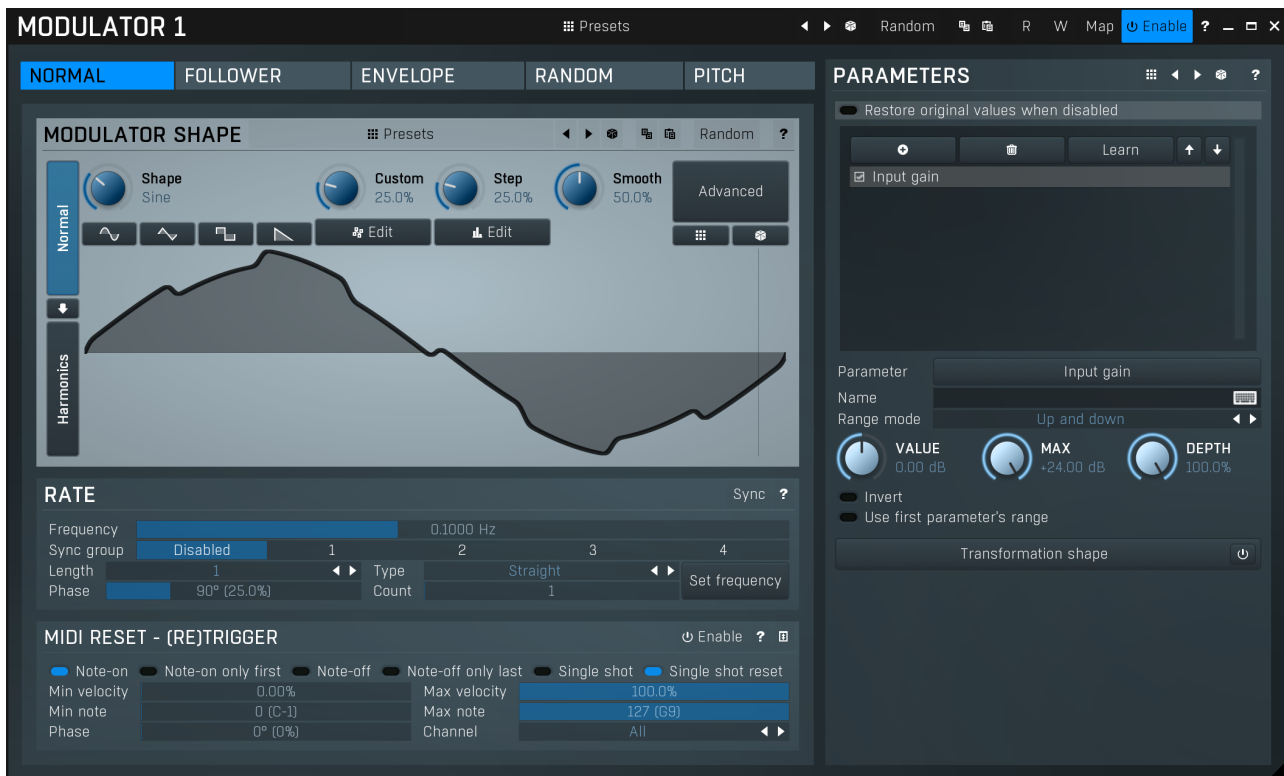 MODULATOR 1
Presets
Random
R W Map Enable ?
NORMAL FOLLOWER ENVELOPE RANDOM PITCH
MODULATOR SHAPE Presets Random ?
Normal
Harmonics
Shape
Sine
Custom
25.0%
Step
25.0%
Smooth
50.0%
Advanced
Edit Edit
RATE Sync ?
Frequency 0.1000 Hz
Sync group Disabled 1 2 3 4
Length 1 Type Straight
Set frequency
Phase 90° (25.0%) Count 1
MIDI RESET - (RE)TRIGGER Enable ?
Note-on Note-on only first Note-off Note-off only last Single shot Single shot reset
Min velocity 0.00% Max velocity 100.0%
Min note 0 (C-1) Max note 127 (G9)
Phase 0° (0%) Channel All
PARAMETERS ?
Restore original values when disabled
Learn
Input gain
Parameter Input gain
Name
Range mode Up and down
VALUE
0.00 dB
MAX
+24.00 dB
DEPTH
100.0%
Invert
Use first parameter's range
Transformation shape